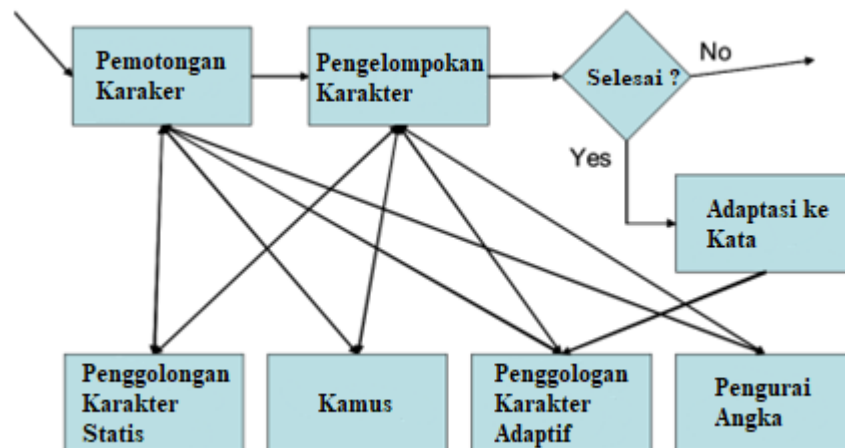 Pemotongan
Karaker
Pengelompokan
Karakter
Selesai ?
No
Yes
Adaptasi ke
Kata
Penggolongan
Karakter
Statis
Kamus
Penggologan
Karakter
Adaptif
Pengurai
Angka